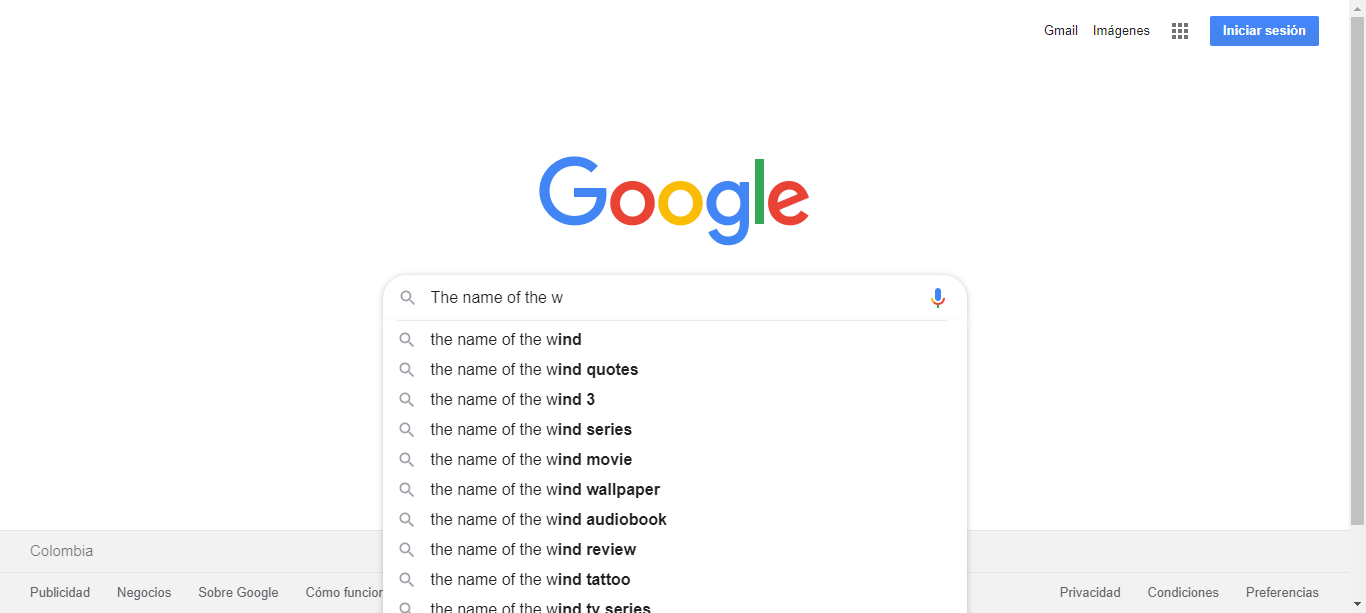 Gmail Imágenes Iniciar sesión
Google
The name of the w
the name of the wind
the name of the wind quotes
the name of the wind 3
the name of the wind series
the name of the wind movie
the name of the wind wallpaper
the name of the wind audiobook
the name of the wind review
the name of the wind tattoo
the name of the wind tv series
Colombia
Publicidad Negocios Sobre Google Cómo funcion Privacidad Condiciones Preferencias